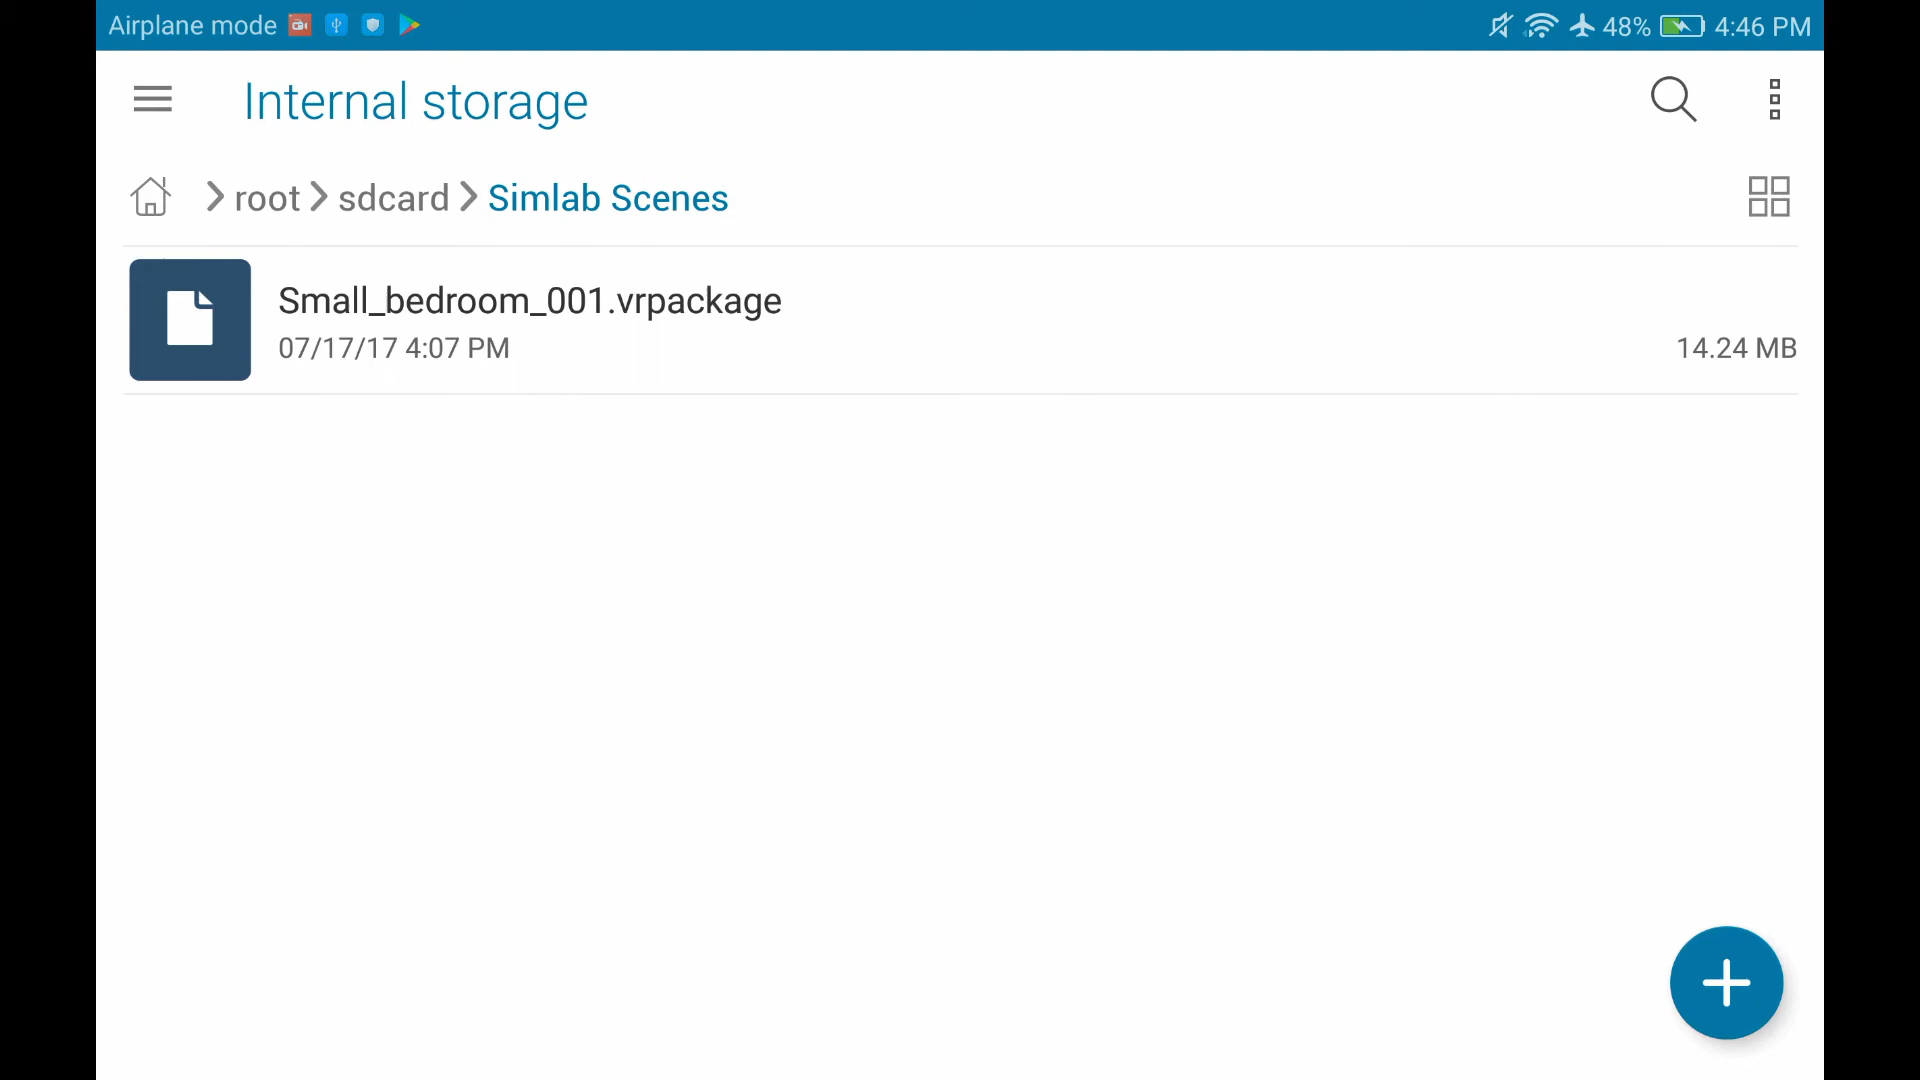 Airplane mode 48% 4:46 PM
Internal storage
root sdcard Simlab Scenes
Small_bedroom_001.vrpackage
07/17/17 4:07 PM 14.24 MB